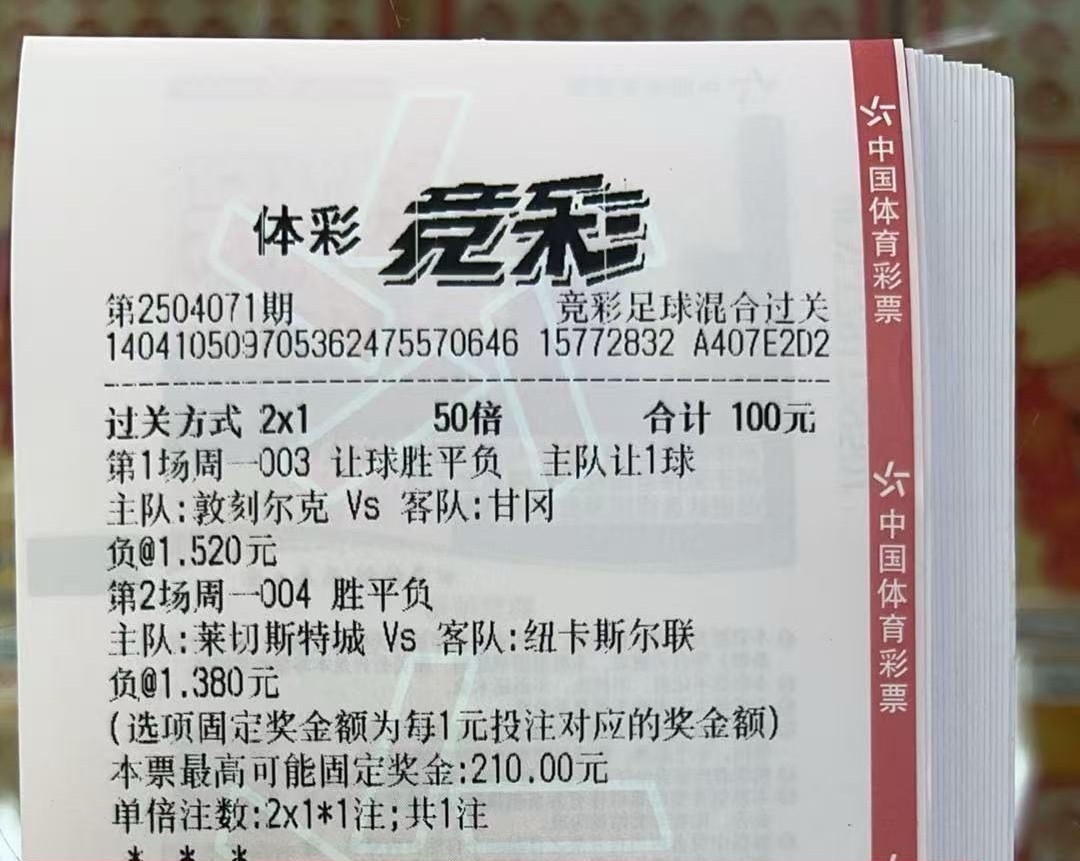 体彩 竞彩
第2504071期 竞彩足球混合过关
140410509705362475570646 15772832 A407E2D2
过关方式 2x1 50倍 合计 100元
第1场周一003 让球胜平负 主队让1球
主队:敦刻尔克 Vs 客队:甘冈
负@1.520元
第2场周一004 胜平负
主队:莱切斯特城 Vs 客队:纽卡斯尔联
负@1.380元
(选项固定奖金额为每1元投注对应的奖金额)
本票最高可能固定奖金:210.00元
单倍注数:2x1*1注;共1注
* * *
中国体育彩票
中国体育彩票